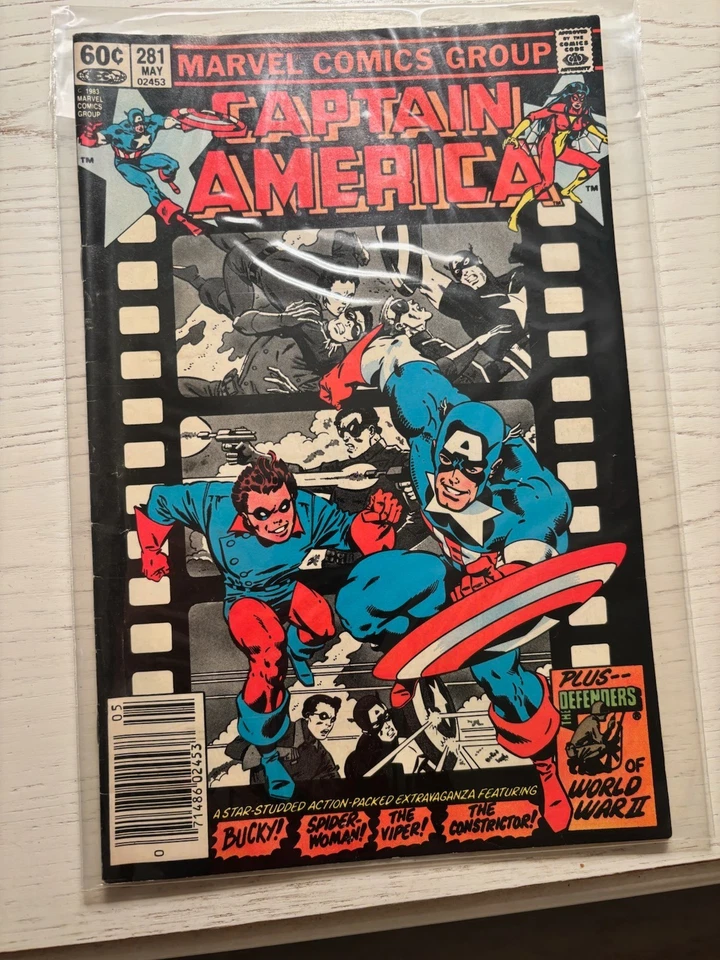 60¢
281
MAY
02453
MARVEL COMICS GROUP
APPROVED
BY THE
COMICS
CODE
AUTHORITY
© 1983
MARVEL
COMICS
GROUP
CAPTAIN
AMERICA
TM
TM
A
PLUS--
THE DEFENDERS®
OF
WORLD
WAR II
A STAR-STUDDED ACTION-PACKED EXTRAVAGANZA FEATURING
BUCKY!
SPIDER-
WOMAN!
THE
VIPER!
THE
CONSTRICTOR!
05
71486 02453
0